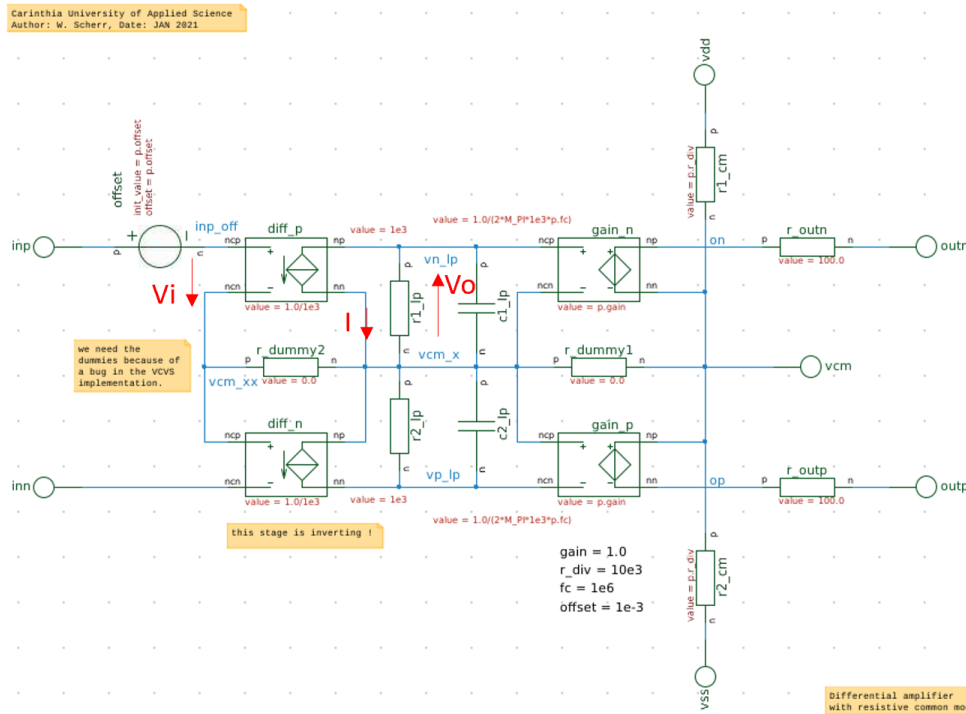 Carinthia University of Applied Science
Author: W. Scherr, Date: JAN 2021
vdd
p
value = p.r_div
r1_cm
n
offset
init_value = p.offset
offset = p.offset
inp
p
+
n
inp_off
Vi
diff_p
ncp
np
+
ncn
nn
value = 1.0/1e3
value = 1e3
value = 1.0/(2*M_PI*1e3*p.fc)
vn_lp
p
r1_lp
n
Vo
p
c1_lp
n
I
gain_n
ncp
np
+
ncn
nn
value = p.gain
on
r_outn
p
n
value = 100.0
outn
we need the
dummies because of
a bug in the VCVS
implementation.
r_dummy2
p
n
vcm_xx
value = 0.0
vcm_x
r_dummy1
p
n
value = 0.0
vcm
diff_n
ncp
np
+
ncn
nn
value = 1.0/1e3
p
r2_lp
n
p
c2_lp
n
vp_lp
value = 1e3
value = 1.0/(2*M_PI*1e3*p.fc)
gain_p
ncp
np
+
ncn
nn
value = p.gain
op
r_outp
p
n
value = 100.0
outp
inn
this stage is inverting !
gain = 1.0
r_div = 10e3
fc = 1e6
offset = 1e-3
p
value = p.r_div
r2_cm
n
vss
Differential amplifier
with resistive common mo